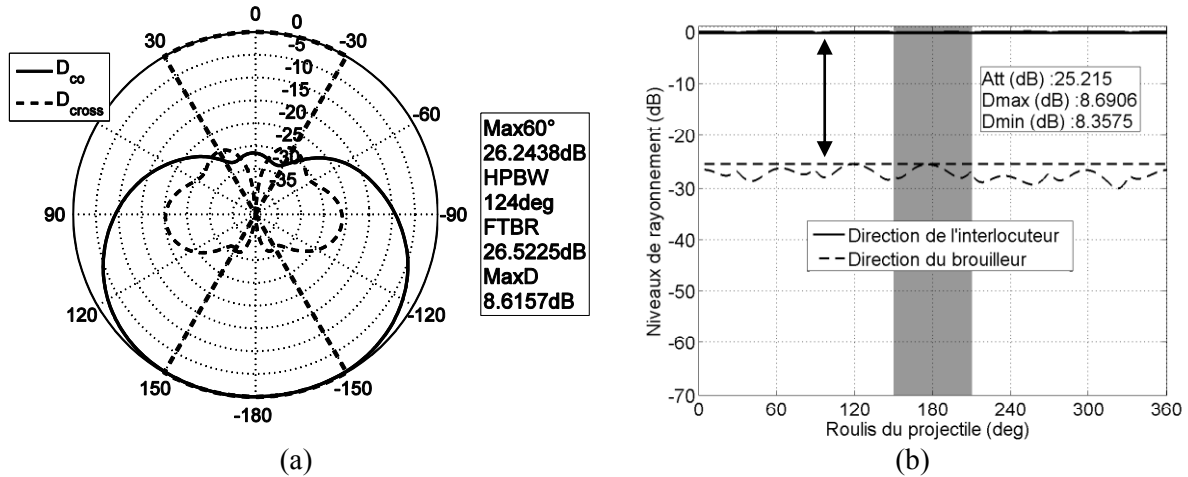 0
0
30
-30
-5
-10
-15
-20
-25
-30
-35
D co
D cross
-60
90
-90
120
-120
150
-150
-180
Max60°
26.2438dB
HPBW
124deg
FTBR
26.5225dB
MaxD
8.6157dB
(a)
Niveaux de rayonnement (dB)
0
-10
-20
-30
-40
-50
-60
-70
Att (dB) :25.215
Dmax (dB) :8.6906
Dmin (dB) :8.3575
Direction de l'interlocuteur
Direction du brouilleur
0
60
120
180
240
300
360
Roulis du projectile (deg)
(b)